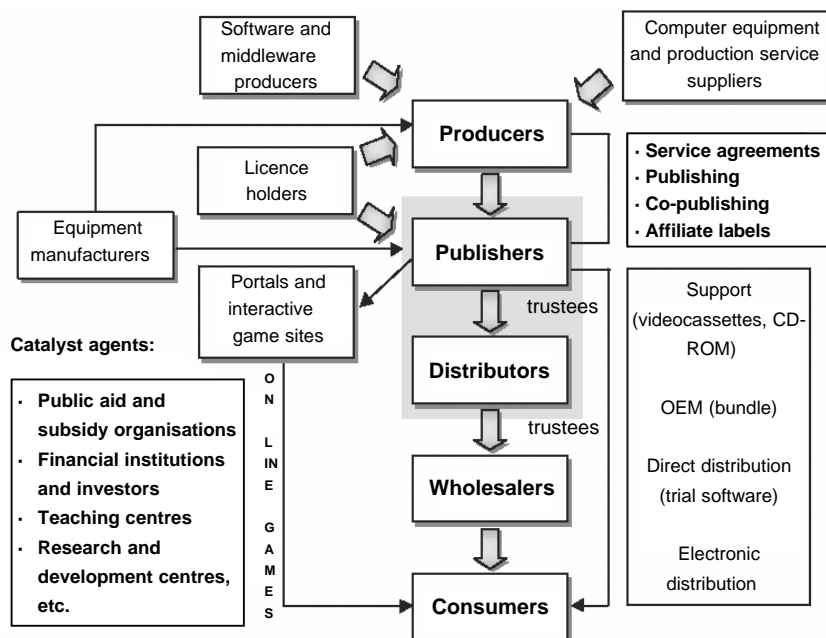 Software and
middleware
producers
Computer equipment
and production service
suppliers
Producers
Licence
holders
· Service agreements
· Publishing
· Co-publishing
· Affiliate labels
Equipment
manufacturers
Publishers
Portals and
interactive
game sites
trustees
Support
(videocassettes, CD-
ROM)
OEM (bundle)
Direct distribution
(trial software)
Electronic
distribution
Catalyst agents:
· Public aid and
subsidy organisations
· Financial institutions
and investors
· Teaching centres
· Research and
development centres,
etc.
ON LINE GAMES
Distributors
trustees
Wholesalers
Consumers